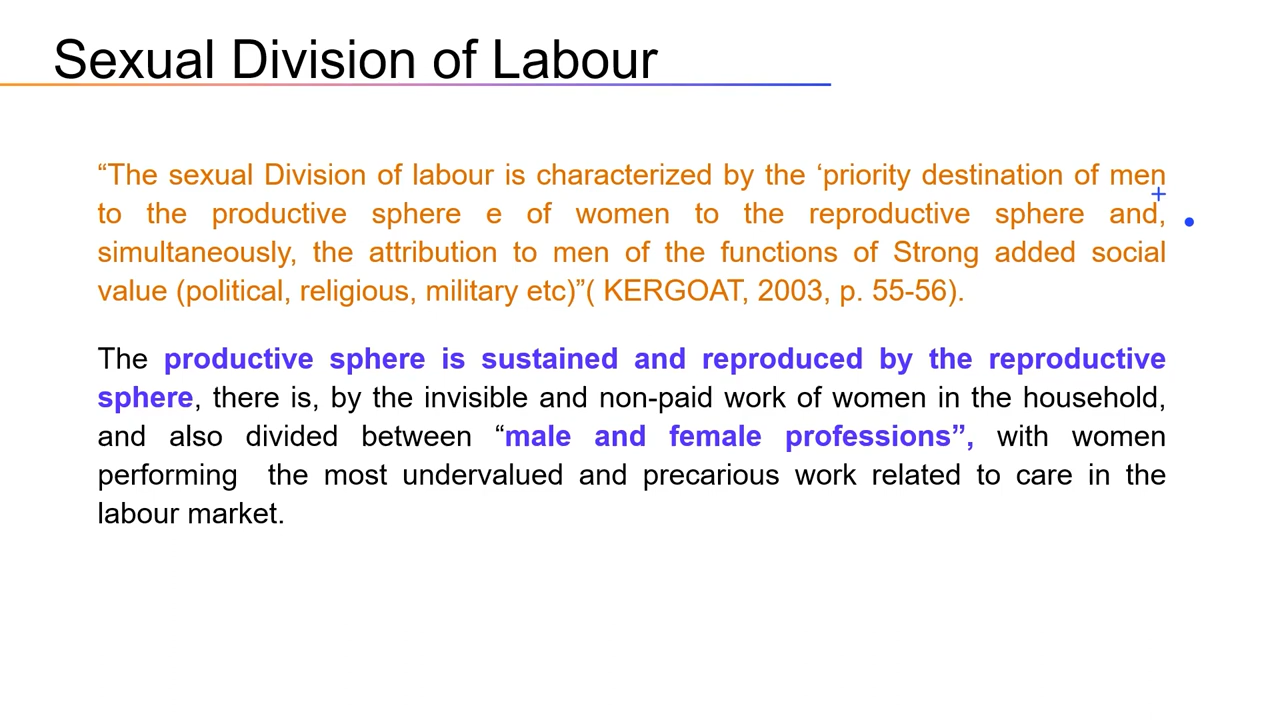 Sexual Division of Labour
“The sexual Division of labour is characterized by the ‘priority destination of men
to the productive sphere e of women to the reproductive sphere and,
simultaneously, the attribution to men of the functions of Strong added social
value (political, religious, military etc)”( KERGOAT, 2003, p. 55-56).
The productive sphere is sustained and reproduced by the reproductive
sphere, there is, by the invisible and non-paid work of women in the household,
and also divided between “male and female professions”, with women
performing  the most undervalued and precarious work related to care in the
labour market.